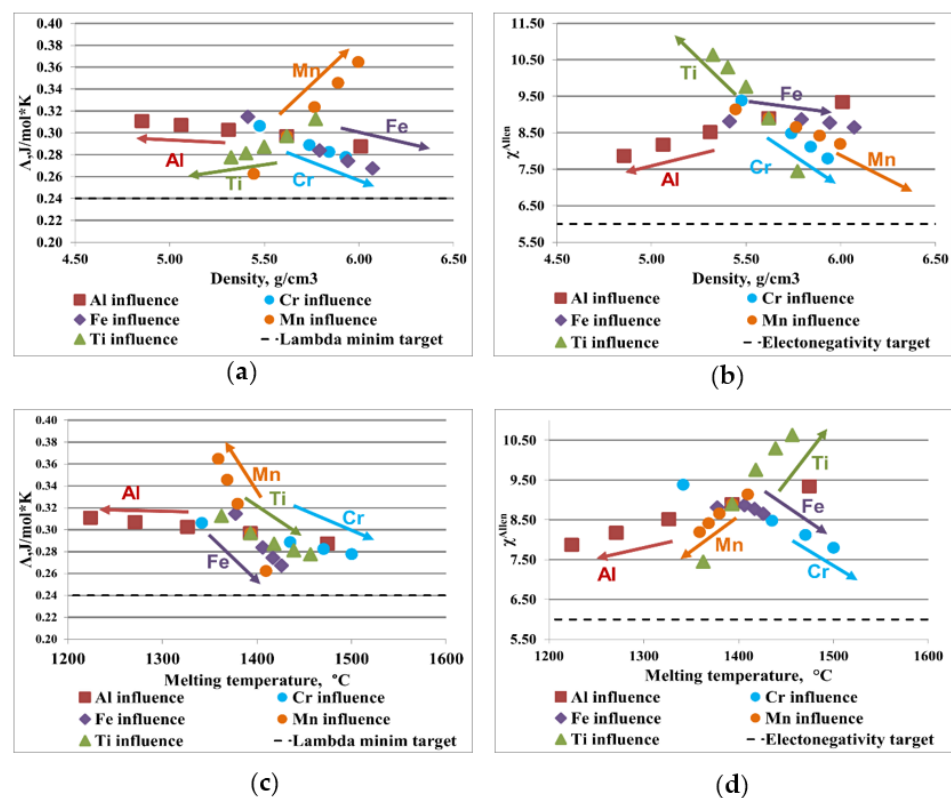 0.40
0.38
0.36
0.34
0.32
0.30
0.28
0.26
0.24
0.22
0.20
Λ.J/mol*K
Mn
Fe
Al
Ti
Cr
4.50 5.00 5.50 6.00 6.50
Density, g/cm3
Al influence Cr influence
Fe influence Mn influence
Ti influence Lambda minim target
(a)
11.50
10.50
9.50
8.50
7.50
6.50
5.50
χAllen
Ti
Fe
Al
Cr
Mn
4.50 5.00 5.50 6.00 6.50
Density, g/cm3
Al influence Cr influence
Fe influence Mn influence
Ti influence Electonegativity target
(b)
0.40
0.38
0.36
0.34
0.32
0.30
0.28
0.26
0.24
0.22
0.20
Λ.J/mol*K
Al
Mn
Ti
Cr
Fe
1200 1300 1400 1500 1600
Melting temperature, °C
Al influence Cr influence
Fe influence Mn influence
Ti influence Lambda minim target
(c)
10.50
9.50
8.50
7.50
6.50
5.50
χAllen
Ti
Fe
Mn
Al
Cr
1200 1300 1400 1500 1600
Melting temperature, °C
Al influence Cr influence
Fe influence Mn influence
Ti influence Electonegativity target
(d)